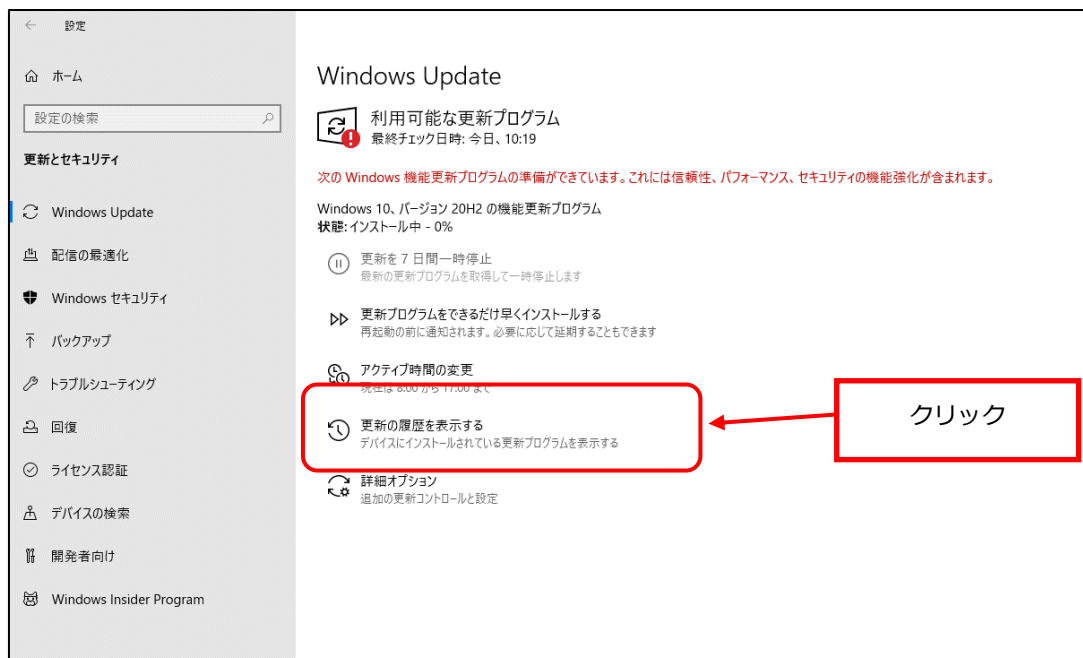 設定
ホーム
設定の検索
更新とセキュリティ
Windows Update
配信の最適化
Windows セキュリティ
バックアップ
トラブルシューティング
回復
ライセンス認証
デバイスの検索
開発者向け
Windows Insider Program
Windows Update
利用可能な更新プログラム
最終チェック日時: 今日、10:19
次の Windows 機能更新プログラムの準備ができています。これには信頼性、パフォーマンス、セキュリティの機能強化が含まれます。
Windows 10、バージョン 20H2 の機能更新プログラム
状態: インストール中 - 0%
更新を 7 日間一時停止
最新の更新プログラムを取得して一時停止します
更新プログラムをできるだけ早くインストールする
再起動の前に通知されます。必要に応じて延期することもできます
アクティブ時間の変更
現在は 8:00 から 17:00 まで
更新の履歴を表示する
デバイスにインストールされている更新プログラムを表示する
詳細オプション
追加の更新コントロールと設定
クリック